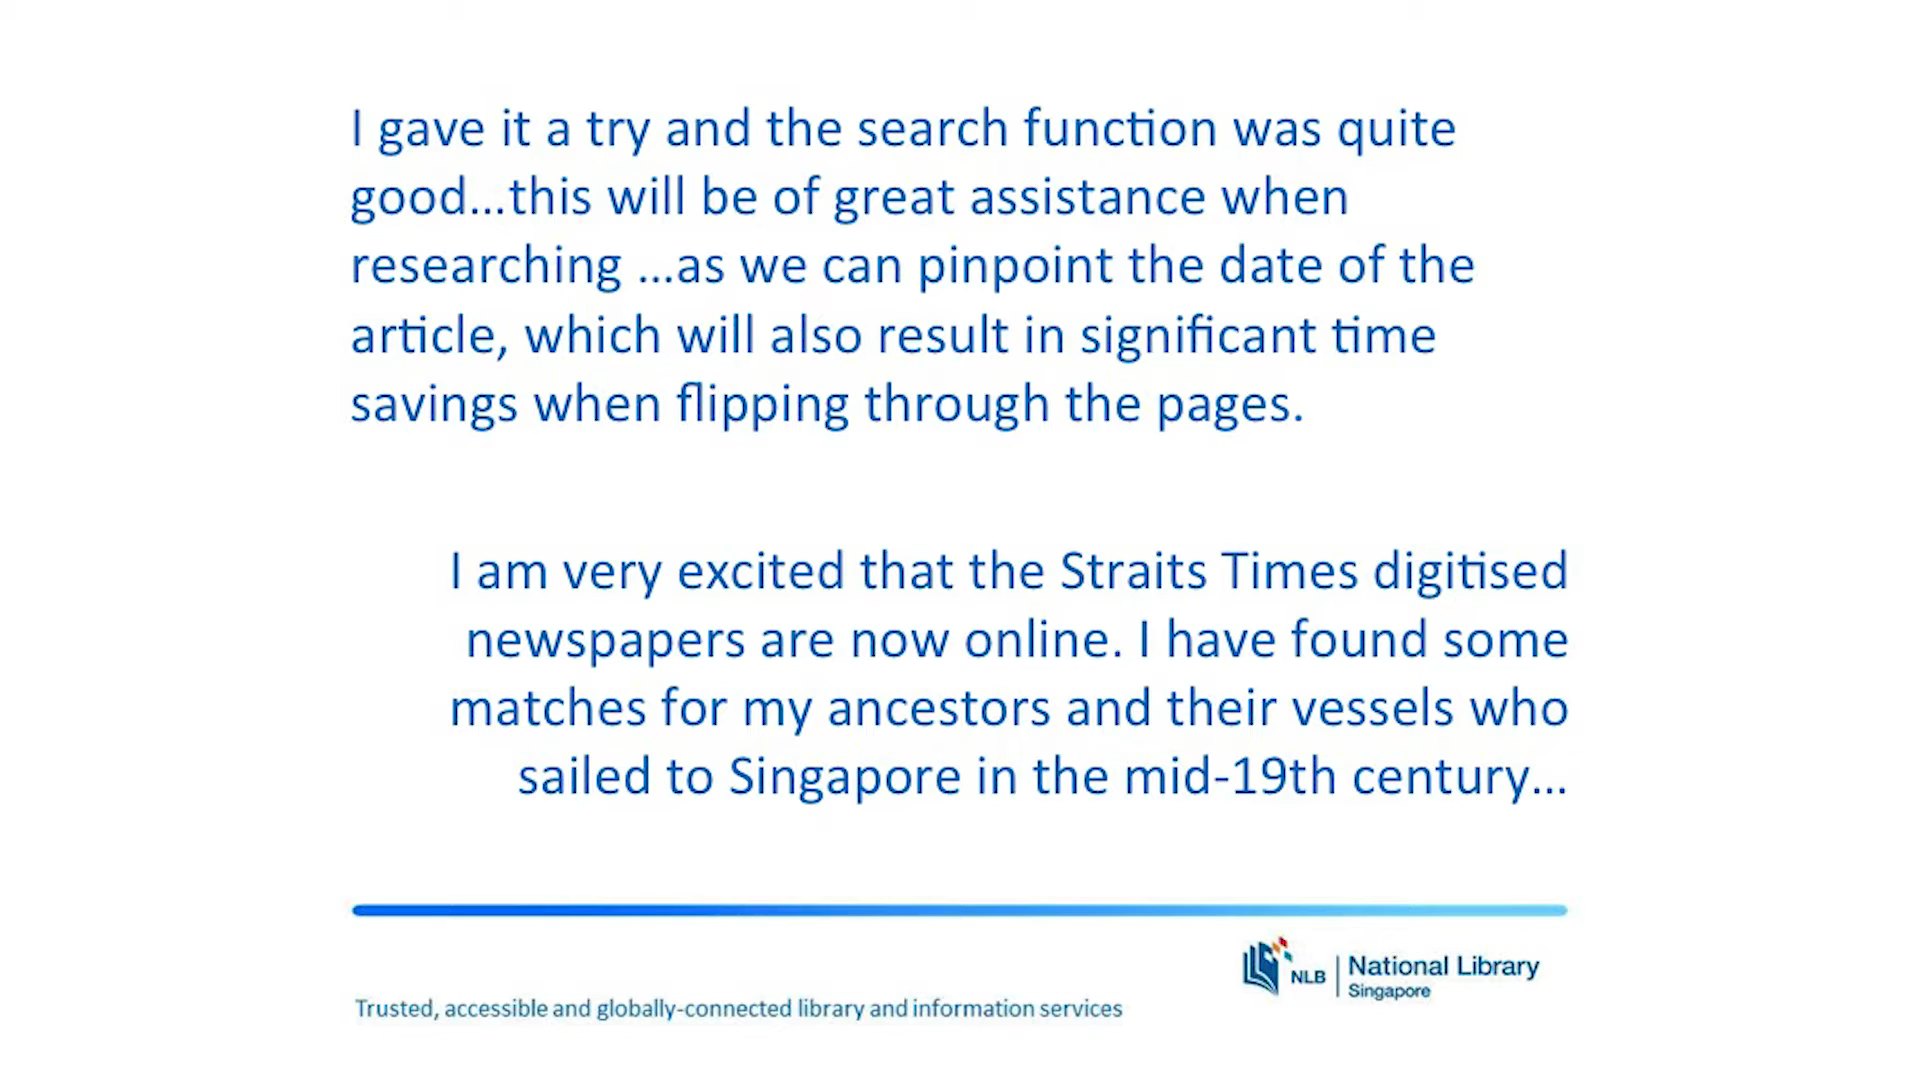 I gave it a try and the search function was quite
good...this will be of great assistance when
researching ...as we can pinpoint the date of the
article, which will also result in significant time
savings when flipping through the pages.
I am very excited that the Straits Times digitised
newspapers are now online. I have found some
matches for my ancestors and their vessels who
sailed to Singapore in the mid-19th century...
NLB National Library
Singapore
Trusted, accessible and globally-connected library and information services